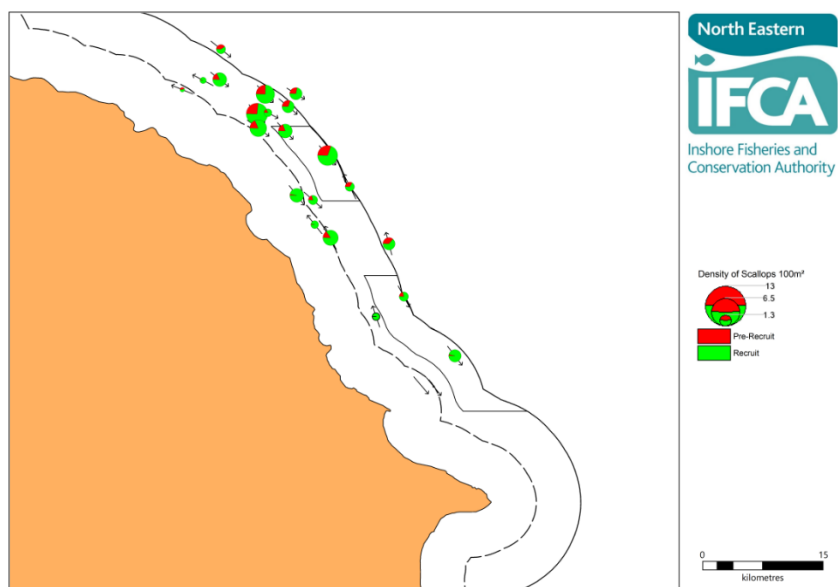 North Eastern
IFCA
Inshore Fisheries and
Conservation Authority
Density of Scallops 100m²
13
6.5
1.3
Pre-Recruit
Recruit
0 15
kilometres